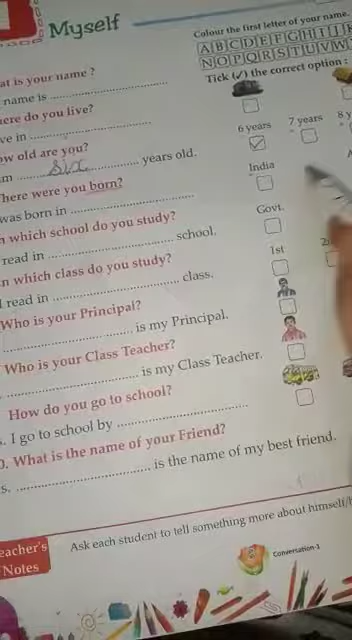 Myself
Colour the first letter of your name.
A B C D E F G H I J
N O P Q R S T U V W
Tick (✓) the correct option :
at is your name ?
name is ..............................
ere do you live?
ve in ..............................
6 years 7 years 8 y
ow old are you?
m ...... six ...... years old.
India
here were you born?
was born in ..............................
Govt.
n which school do you study?
read in .............................. school.
1st
n which class do you study?
I read in .............................. class.
Who is your Principal?
.............................. is my Principal.
Who is your Class Teacher?
.............................. is my Class Teacher.
How do you go to school?
. I go to school by ..............................
0. What is the name of your Friend?
s. .............................. is the name of my best friend.
eacher's
Notes
Ask each student to tell something more about himself/
Conversation-1